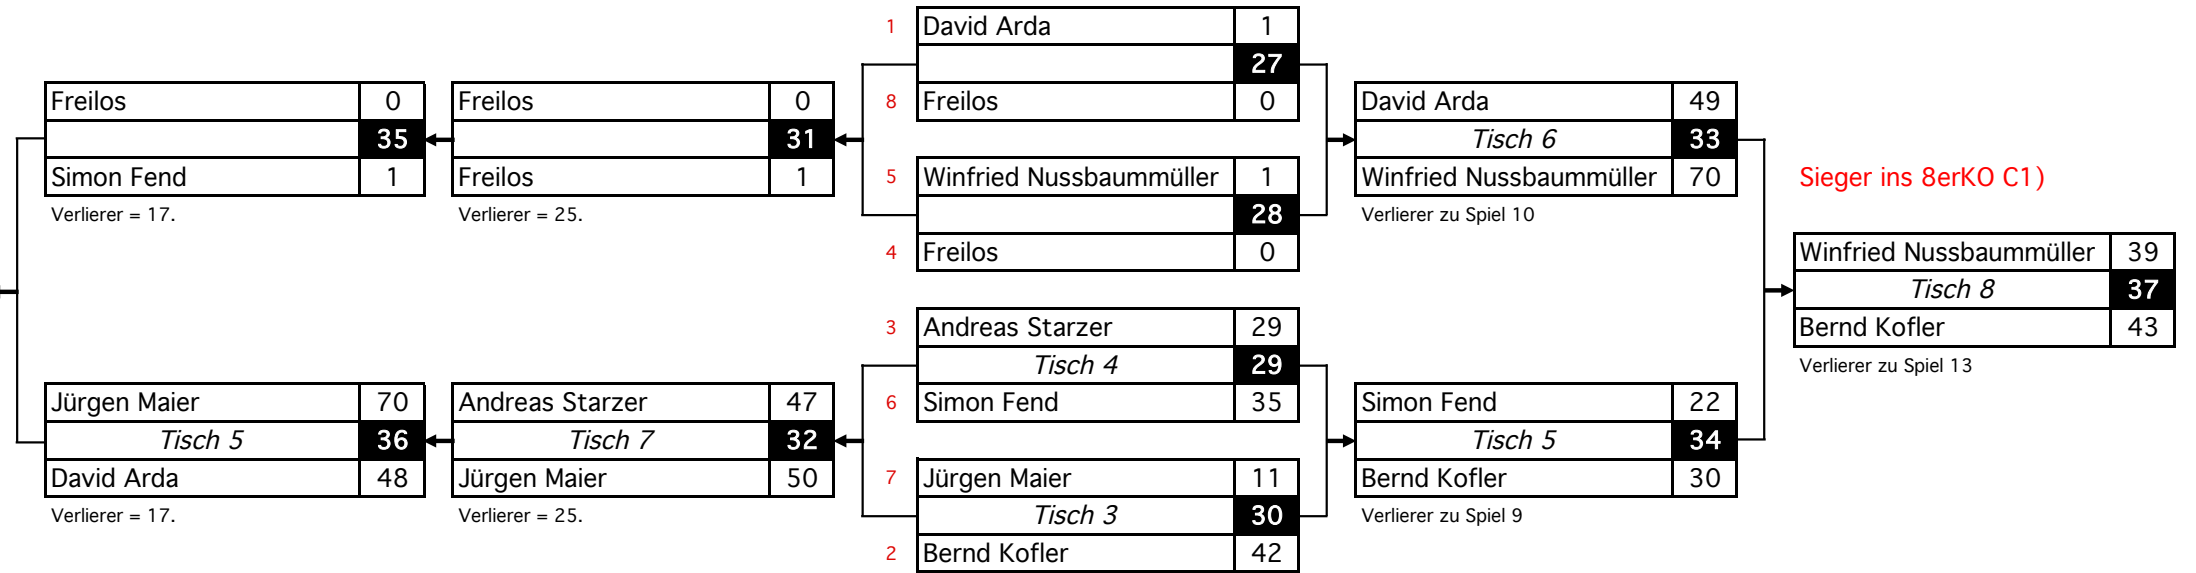 1 David Arda 1
27
8 Freilos 0
5 Winfried Nussbaummüller 1
28
4 Freilos 0
3 Andreas Starzer 29
Tisch 4 29
6 Simon Fend 35
7 Jürgen Maier 11
Tisch 3 30
2 Bernd Kofler 42
Freilos 0
35
Simon Fend 1
Verlierer = 17.
Jürgen Maier 70
Tisch 5 36
David Arda 48
Verlierer = 17.
Freilos 0
31
Freilos 1
Verlierer = 25.
Andreas Starzer 47
Tisch 7 32
Jürgen Maier 50
Verlierer = 25.
David Arda 49
Tisch 6 33
Winfried Nussbaummüller 70
Verlierer zu Spiel 10
Simon Fend 22
Tisch 5 34
Bernd Kofler 30
Verlierer zu Spiel 9
Sieger ins 8erKO C1)
Winfried Nussbaummüller 39
Tisch 8 37
Bernd Kofler 43
Verlierer zu Spiel 13